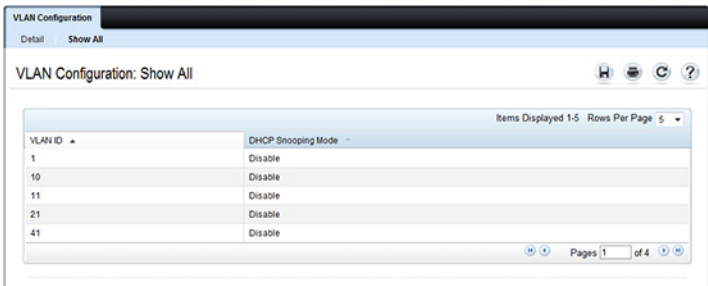 VLAN Configuration
Detail Show All
VLAN Configuration: Show All
Items Displayed 1-5 Rows Per Page 5
VLAN ID DHCP Snooping Mode
1 Disable
10 Disable
11 Disable
21 Disable
41 Disable
Pages 1 of 4